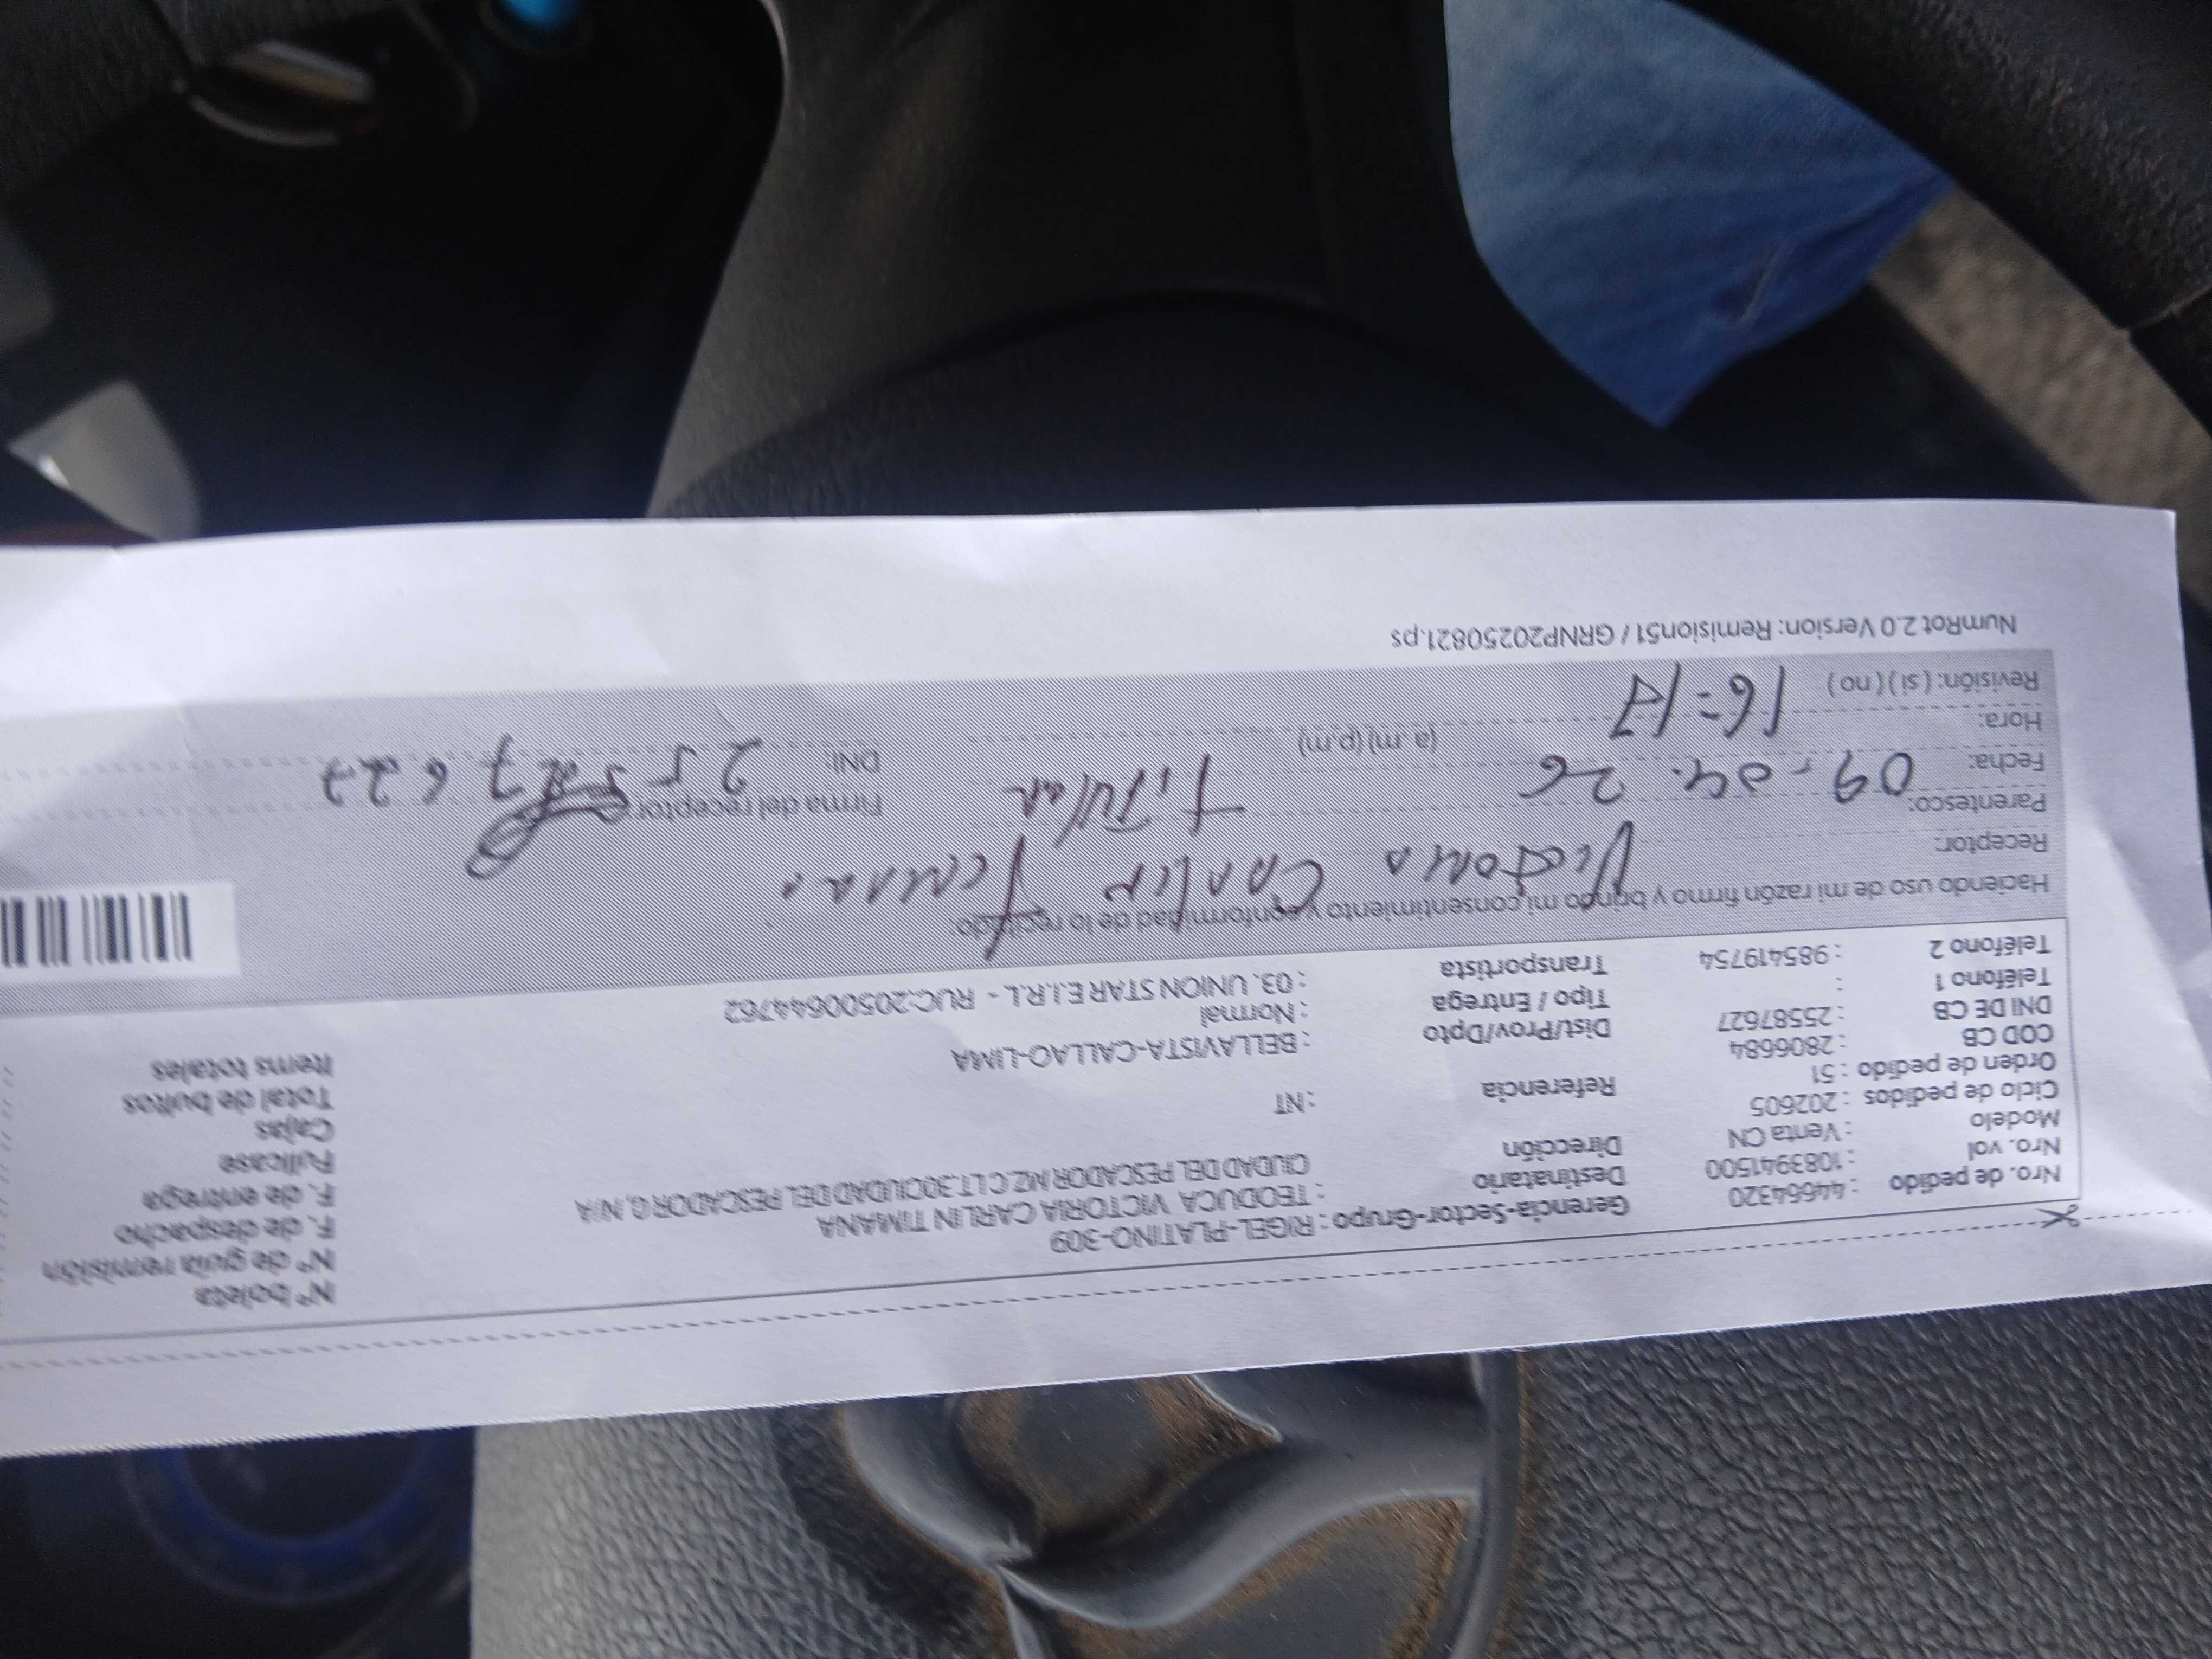 Nº boleta
Nº de guía remisión
F. de despacho
F. de entrega
Fullcase
Cajas
Total de bultos
Items totales
Nro. de pedido : 44664320 Gerencia-Sector-Grupo : RIGEL-PLATINO-309
Nro. vol : 1083941500 Destinatario : TEODUCA VICTORIA CARLIN TIMANA
Modelo : Venta CN Dirección CIUDAD DEL PESCADOR MZ C LT.30CIUDAD DEL PESCADOR 0, N/A
Ciclo de pedidos : 202605
Orden de pedido : 51 Referencia : NT
COD CB : 2806684
DNI DE CB : 25587627 Dist/Prov/Dpto : BELLAVISTA-CALLAO-LIMA
Teléfono 1 : Tipo / Entrega : Normal
Teléfono 2 : 985419754 Transportista : 03. UNION STAR E.I.R.L - RUC:20500644762
Haciendo uso de mi razón firmo y brindo mi consentimiento y conformidad de lo recibido.
Receptor: Victoria Carlin
Parentesco: Titular Firma del receptor
Fecha: 09-04.26 DNI:
Hora: (a.m) (p.m)
Revisión: ( si ) ( no )
NumRot 2.0 Version: Remision51 / GRNP20250821.ps